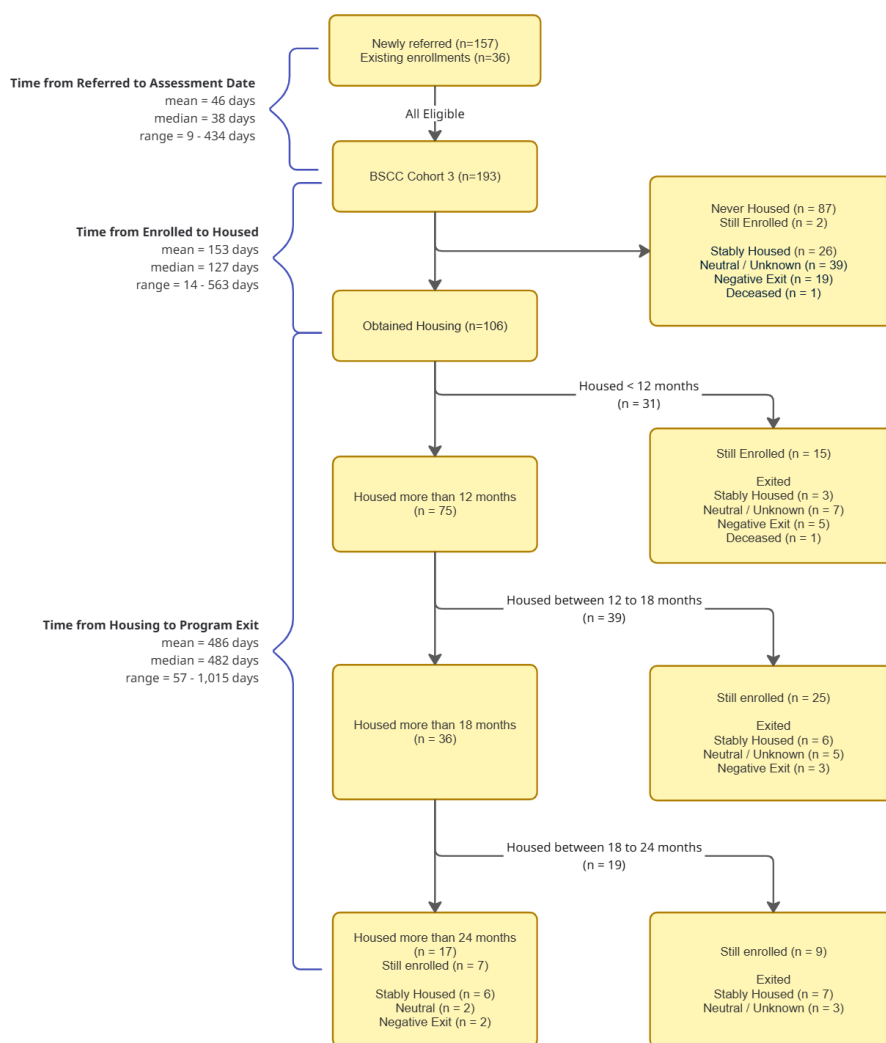 Newly referred (n=157)
Existing enrollments (n=36)
Time from Referred to Assessment Date
mean = 46 days
median = 38 days
range = 9 - 434 days
All Eligible
BSCC Cohort 3 (n=193)
Never Housed (n = 87)
Still Enrolled (n = 2)
Stably Housed (n = 26)
Neutral / Unknown (n = 39)
Negative Exit (n = 19)
Deceased (n = 1)
Time from Enrolled to Housed
mean = 153 days
median = 127 days
range = 14 - 563 days
Obtained Housing (n=106)
Housed < 12 months
(n = 31)
Still Enrolled (n = 15)
Exited
Stably Housed (n = 3)
Neutral / Unknown (n = 7)
Negative Exit (n = 5)
Deceased (n = 1)
Housed more than 12 months
(n = 75)
Housed between 12 to 18 months
(n = 39)
Time from Housing to Program Exit
mean = 486 days
median = 482 days
range = 57 - 1,015 days
Housed more than 18 months
(n = 36)
Still enrolled (n = 25)
Exited
Stably Housed (n = 6)
Neutral / Unknown (n = 5)
Negative Exit (n = 3)
Housed between 18 to 24 months
(n = 19)
Housed more than 24 months
(n = 17)
Still enrolled (n = 7)
Stably Housed (n = 6)
Neutral (n = 2)
Negative Exit (n = 2)
Still enrolled (n = 9)
Exited
Stably Housed (n = 7)
Neutral / Unknown (n = 3)